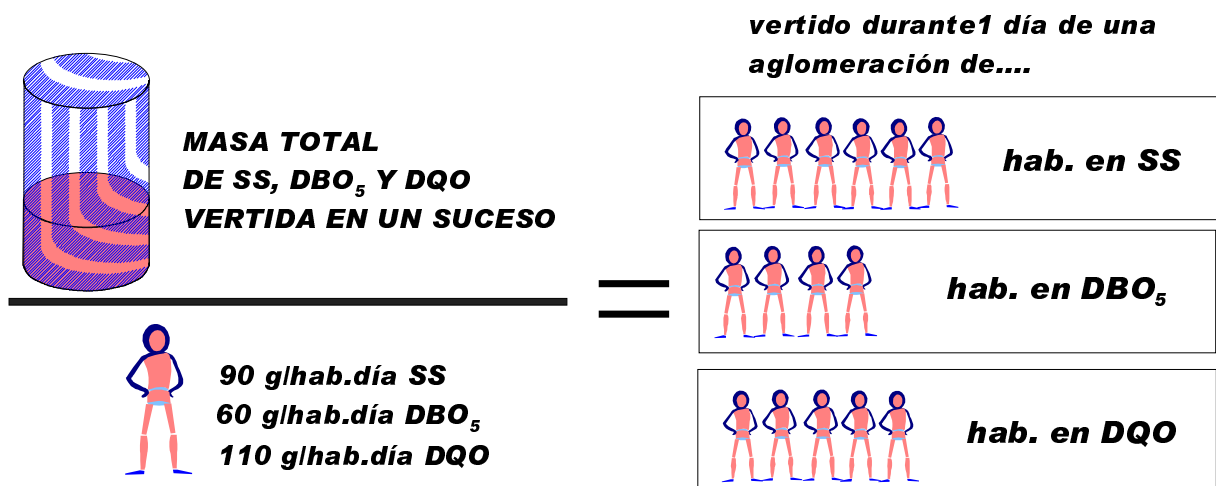 MASA TOTAL
DE SS, DBO₅ Y DQO
VERTIDA EN UN SUCESO
90 g/hab.día SS
60 g/hab.día DBO₅
110 g/hab.día DQO
vertido durante1 día de una
aglomeración de....
hab. en SS
hab. en DBO₅
hab. en DQO